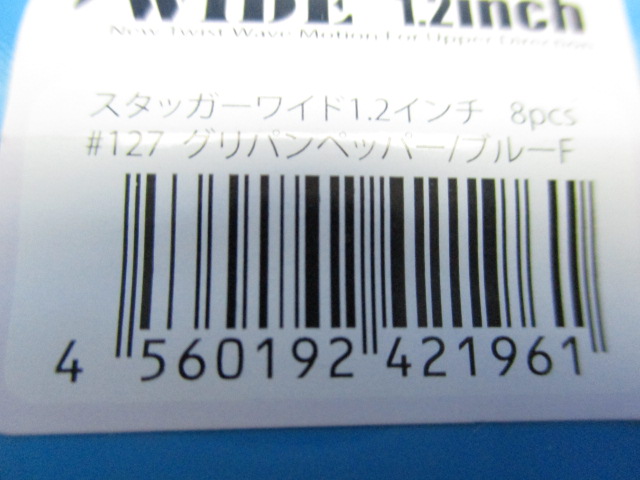 WIDE 1.2inch
New Twist Wave Motion For Upper
スタッガーワイド1.2インチ 8pcs
#127 グリパンペッパー/ブルーF
4 560192 421961